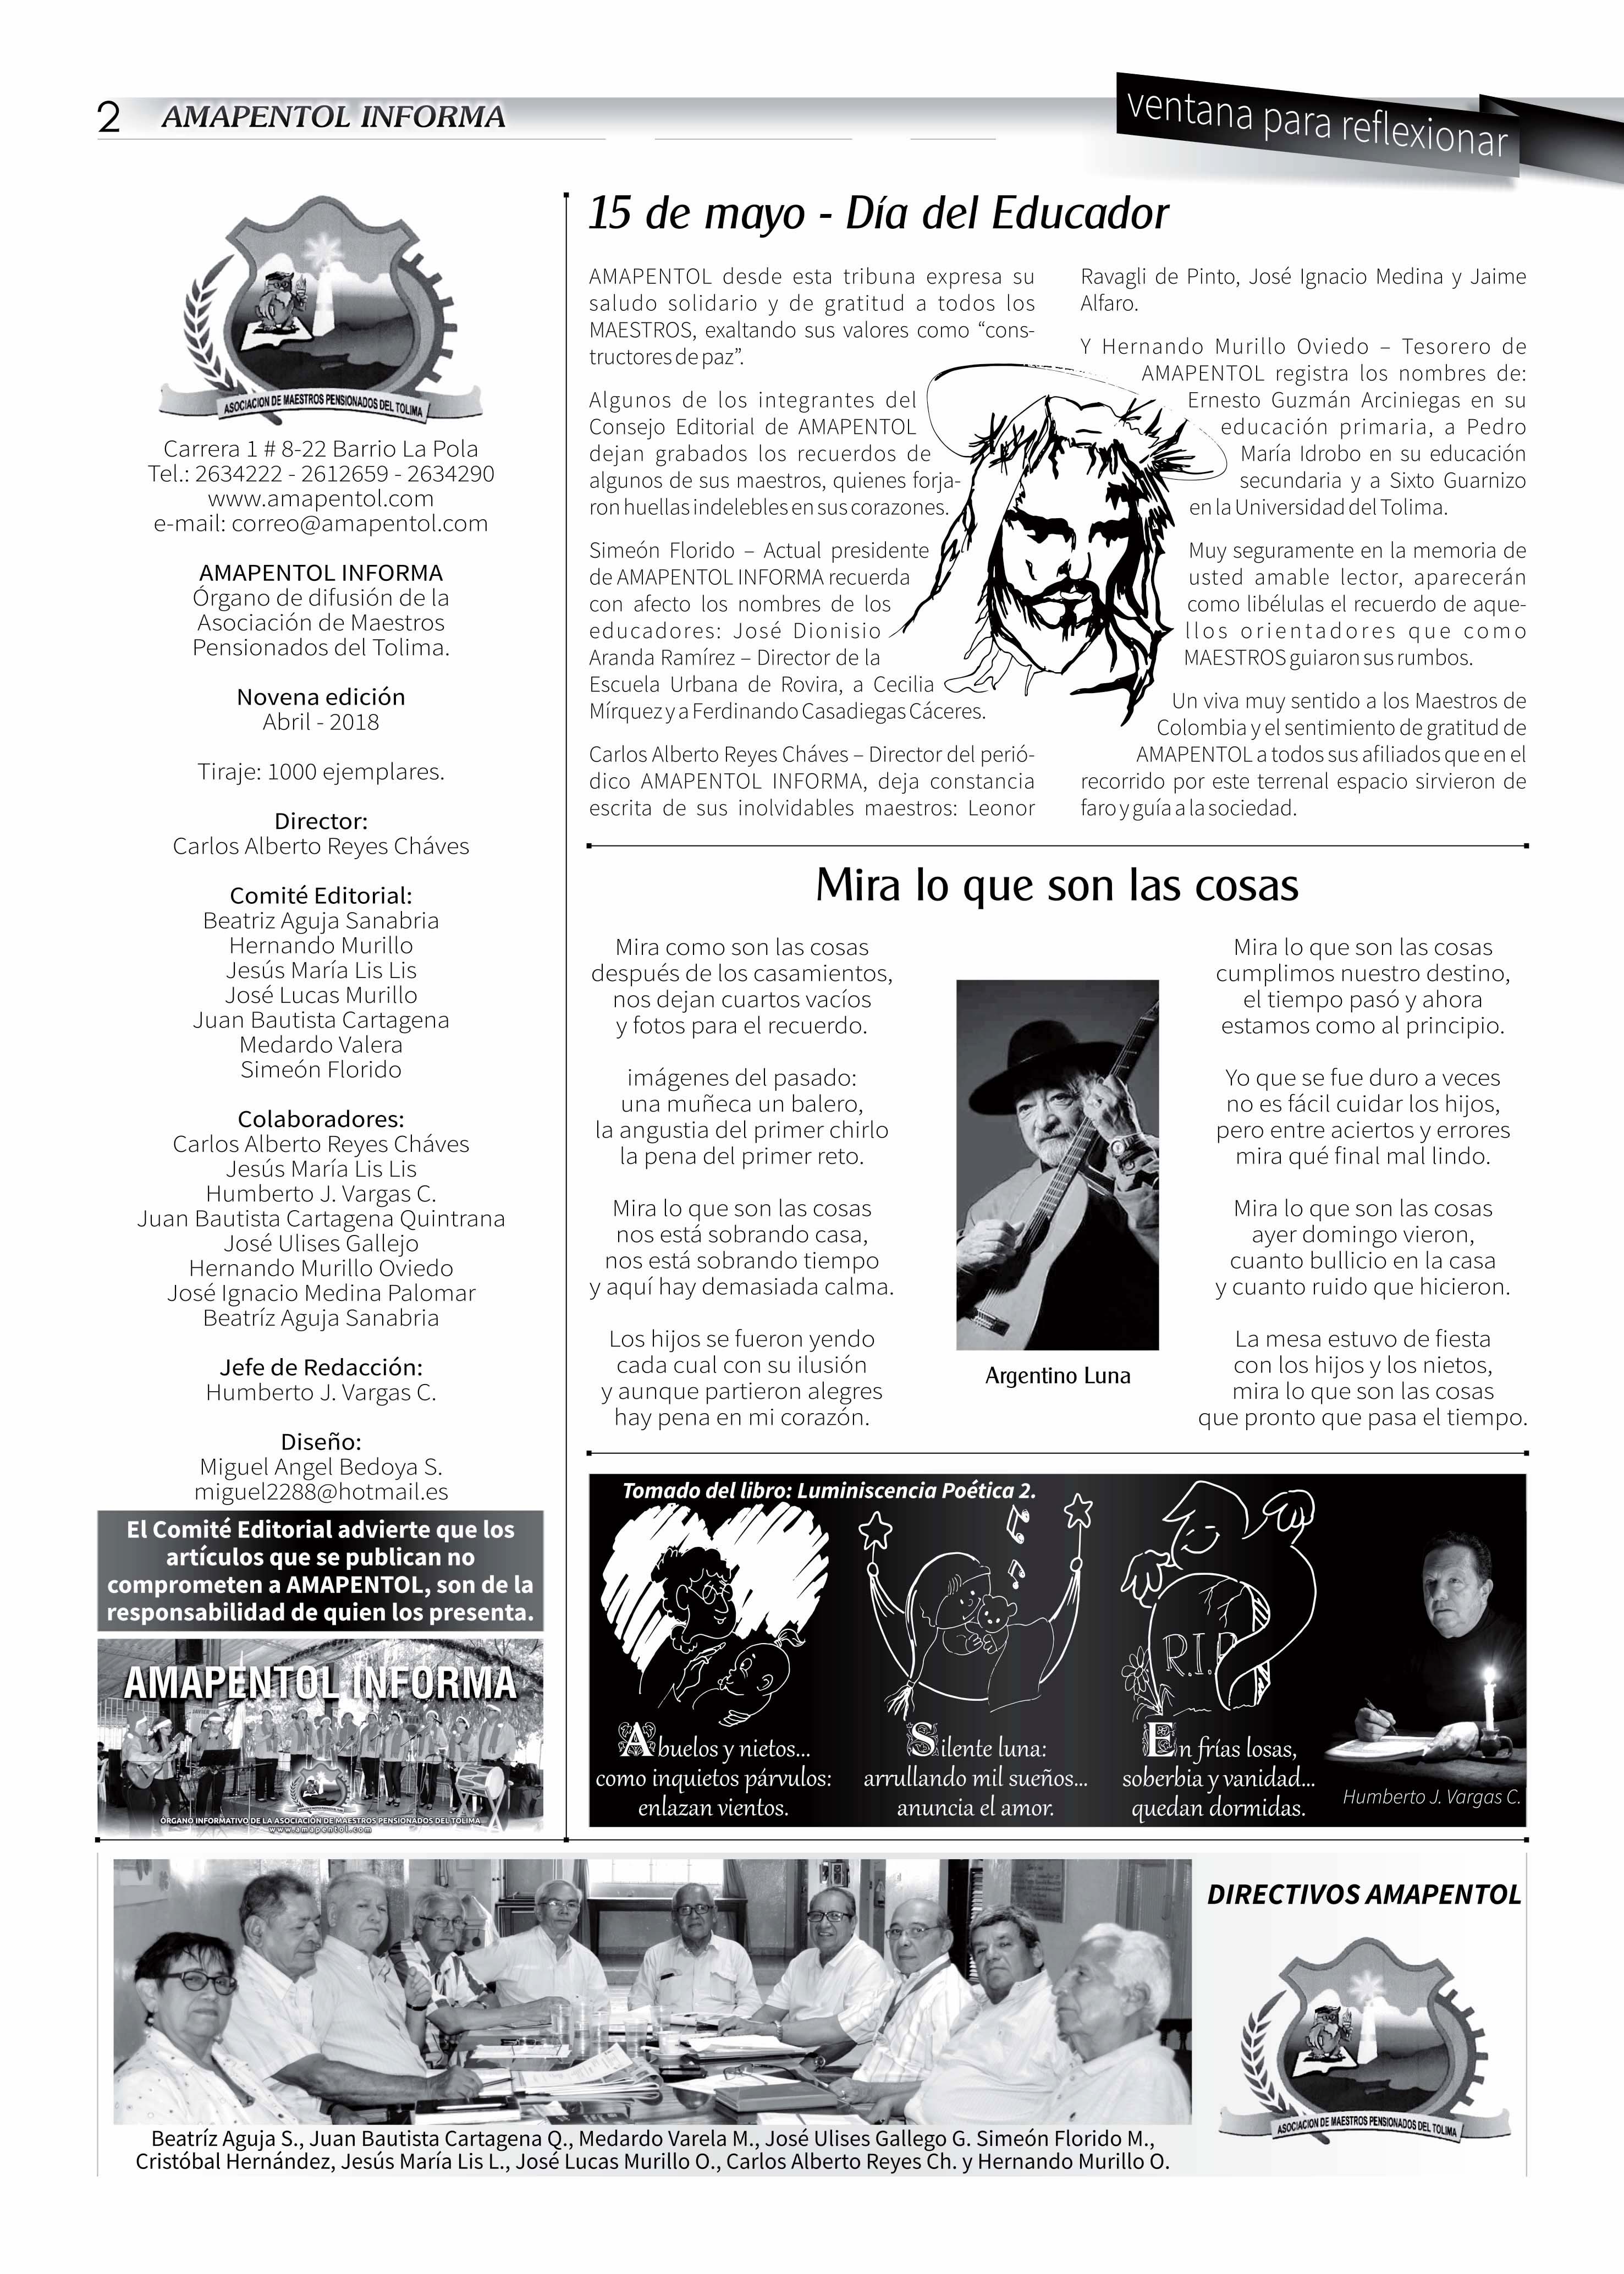 2
AMAPENTOL INFORMA
ventana para reflexionar
ASOCIACION DE MAESTROS PENSIONADOS DEL TOLIMA
Carrera 1 # 8-22 Barrio La Pola
Tel.: 2634222 - 2612659 - 2634290
www.amapentol.com
e-mail: correo@amapentol.com
AMAPENTOL INFORMA
Órgano de difusión de la
Asociación de Maestros
Pensionados del Tolima.
Novena edición
Abril - 2018
Tiraje: 1000 ejemplares.
Director:
Carlos Alberto Reyes Cháves
Comité Editorial:
Beatriz Aguja Sanabria
Hernando Murillo
Jesús María Lis Lis
José Lucas Murillo
Juan Bautista Cartagena
Medardo Valera
Simeón Florido
Colaboradores:
Carlos Alberto Reyes Cháves
Jesús María Lis Lis
Humberto J. Vargas C.
Juan Bautista Cartagena Quintrana
José Ulises Gallejo
Hernando Murillo Oviedo
José Ignacio Medina Palomar
Beatríz Aguja Sanabria
Jefe de Redacción:
Humberto J. Vargas C.
Diseño:
Miguel Angel Bedoya S.
miguel2288@hotmail.es
El Comité Editorial advierte que los
artículos que se publican no
comprometen a AMAPENTOL, son de la
responsabilidad de quien los presenta.
AMAPENTOL INFORMA
ÓRGANO INFORMATIVO DE LA ASOCIACIÓN DE MAESTROS PENSIONADOS DEL TOLIMA
www.amapentol.com
15 de mayo - Día del Educador
AMAPENTOL desde esta tribuna expresa su
saludo solidario y de gratitud a todos los
MAESTROS, exaltando sus valores como “cons-
tructores de paz”.
Algunos de los integrantes del
Consejo Editorial de AMAPENTOL
dejan grabados los recuerdos de
algunos de sus maestros, quienes forja-
ron huellas indelebles en sus corazones.
Simeón Florido – Actual presidente
de AMAPENTOL INFORMA recuerda
con afecto los nombres de los
educadores: José Dionisio
Aranda Ramírez – Director de la
Escuela Urbana de Rovira, a Cecilia
Mírquez y a Ferdinando Casadiegas Cáceres.
Carlos Alberto Reyes Cháves – Director del perió-
dico AMAPENTOL INFORMA, deja constancia
escrita de sus inolvidables maestros: Leonor
Ravagli de Pinto, José Ignacio Medina y Jaime
Alfaro.
Y Hernando Murillo Oviedo – Tesorero de
AMAPENTOL registra los nombres de:
Ernesto Guzmán Arciniegas en su
educación primaria, a Pedro
María Idrobo en su educación
secundaria y a Sixto Guarnizo
en la Universidad del Tolima.
Muy seguramente en la memoria de
usted amable lector, aparecerán
como libélulas el recuerdo de aque-
llos orientadores que como
MAESTROS guiaron sus rumbos.
Un viva muy sentido a los Maestros de
Colombia y el sentimiento de gratitud de
AMAPENTOL a todos sus afiliados que en el
recorrido por este terrenal espacio sirvieron de
faro y guía a la sociedad.
Mira lo que son las cosas
Mira como son las cosas
después de los casamientos,
nos dejan cuartos vacíos
y fotos para el recuerdo.
imágenes del pasado:
una muñeca un balero,
la angustia del primer chirlo
la pena del primer reto.
Mira lo que son las cosas
nos está sobrando casa,
nos está sobrando tiempo
y aquí hay demasiada calma.
Los hijos se fueron yendo
cada cual con su ilusión
y aunque partieron alegres
hay pena en mi corazón.
Argentino Luna
Mira lo que son las cosas
cumplimos nuestro destino,
el tiempo pasó y ahora
estamos como al principio.
Yo que se fue duro a veces
no es fácil cuidar los hijos,
pero entre aciertos y errores
mira qué final mal lindo.
Mira lo que son las cosas
ayer domingo vieron,
cuanto bullicio en la casa
y cuanto ruido que hicieron.
La mesa estuvo de fiesta
con los hijos y los nietos,
mira lo que son las cosas
que pronto que pasa el tiempo.
Tomado del libro: Luminiscencia Poética 2.
Abuelos y nietos...
como inquietos párvulos:
enlazan vientos.
Silente luna:
arrullando mil sueños...
anuncia el amor.
R.I.P
En frías losas,
soberbia y vanidad...
quedan dormidas.
Humberto J. Vargas C.
Beatríz Aguja S., Juan Bautista Cartagena Q., Medardo Varela M., José Ulises Gallego G. Simeón Florido M.,
Cristóbal Hernández, Jesús María Lis L., José Lucas Murillo O., Carlos Alberto Reyes Ch. y Hernando Murillo O.
DIRECTIVOS AMAPENTOL
ASOCIACION DE MAESTROS PENSIONADOS DEL TOLIMA